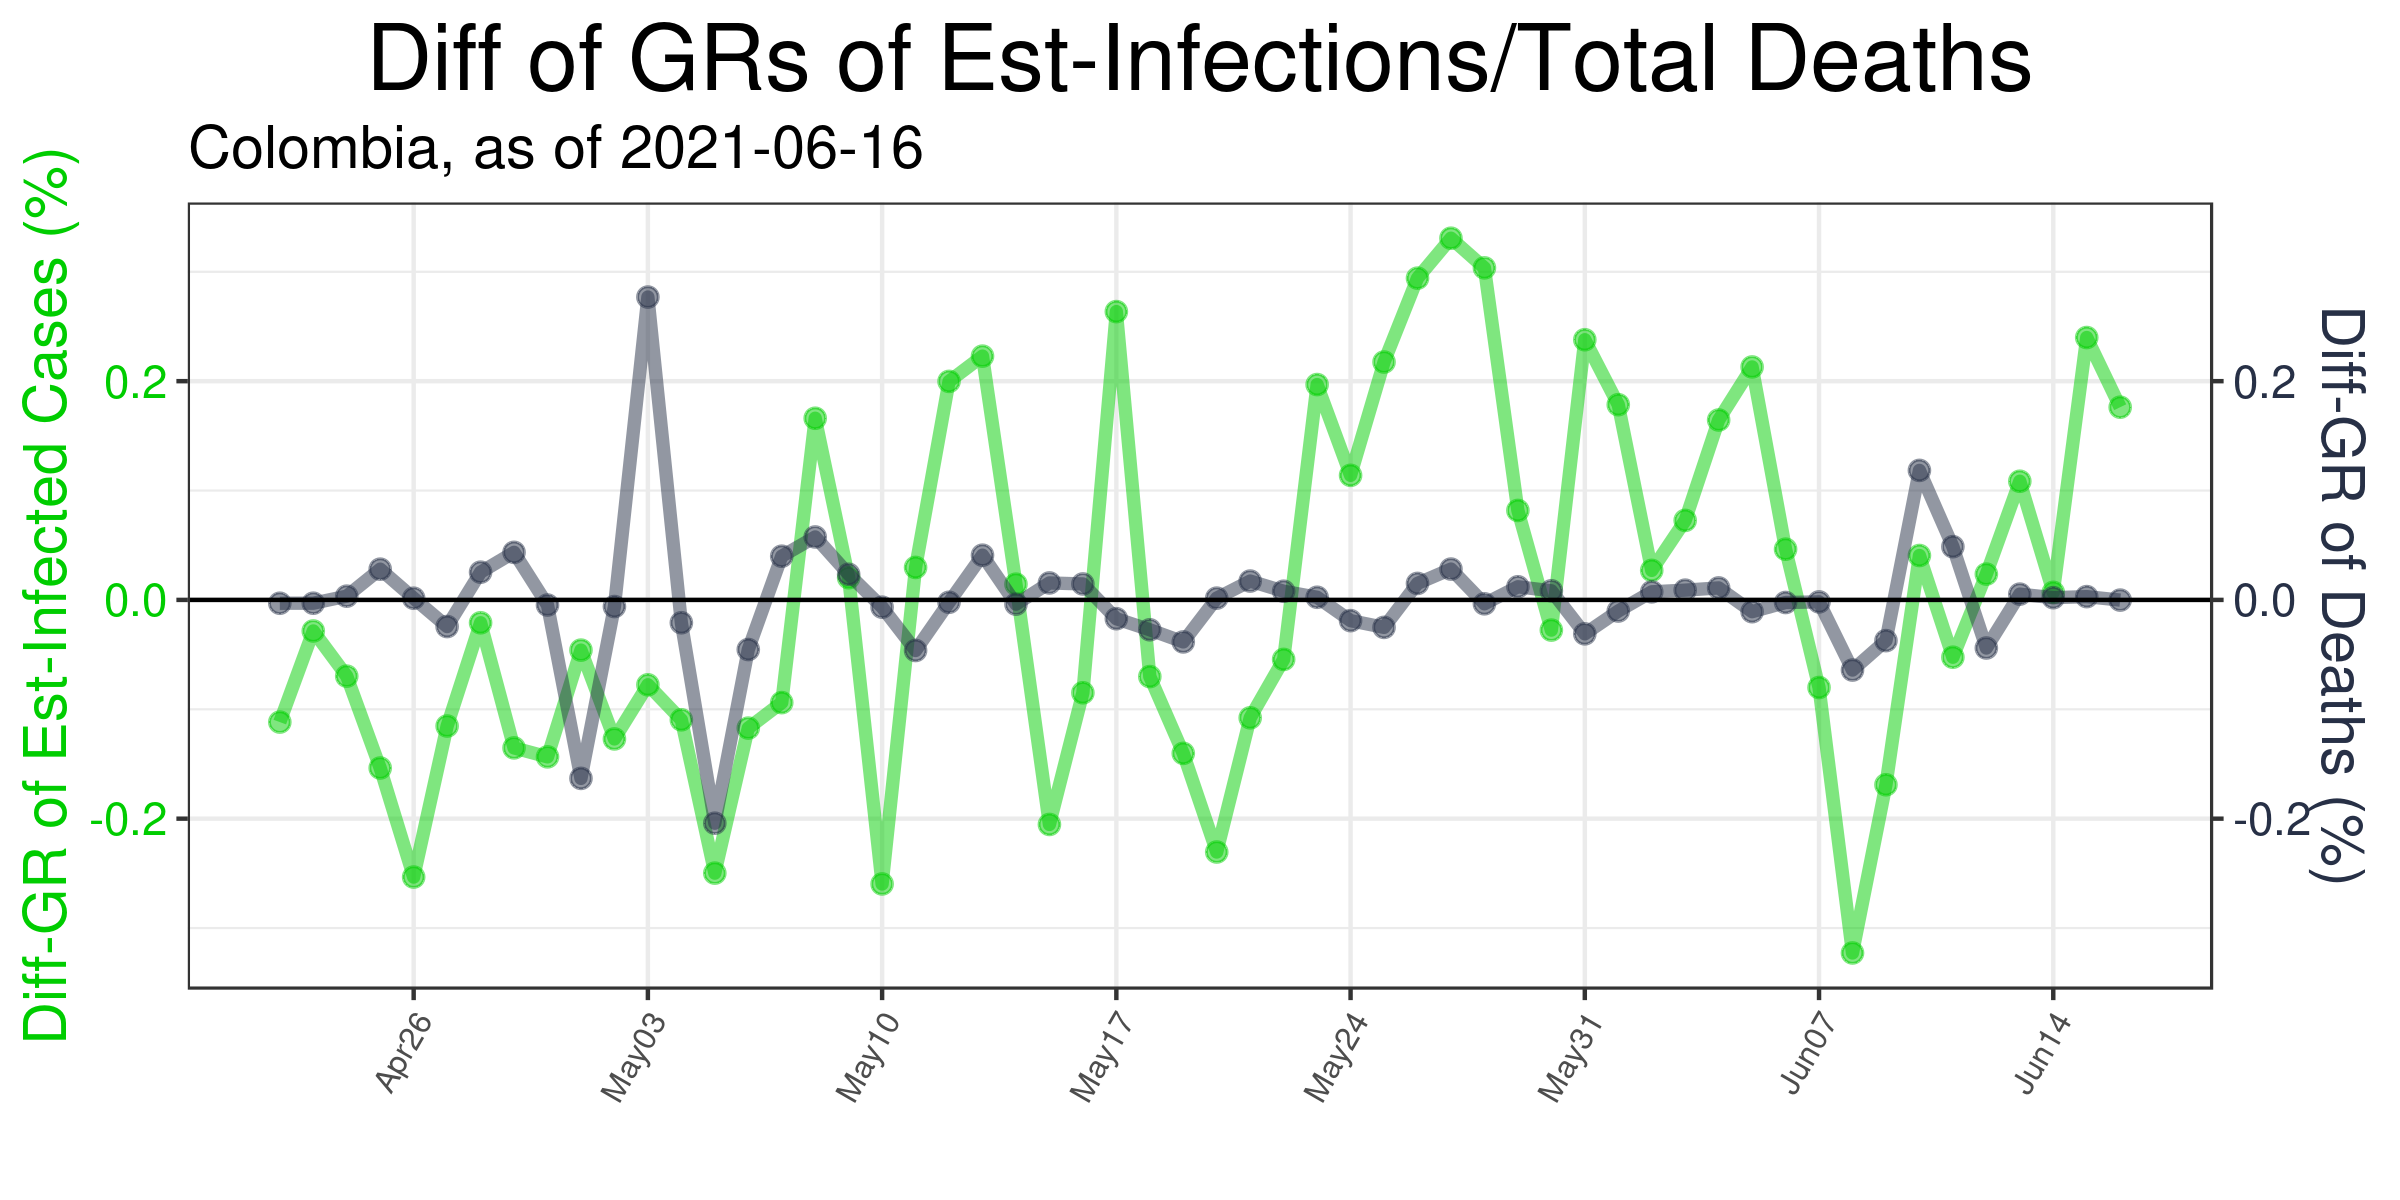 Diff of GRs of Est-Infections/Total Deaths
Colombia, as of 2021-06-16
Diff-GR of Est-Infected Cases (%)
0.2
0.0
-0.2
0.2
0.0
-0.2
Diff-GR of Deaths (%)
Apr26
May03
May10
May17
May24
May31
Jun07
Jun14